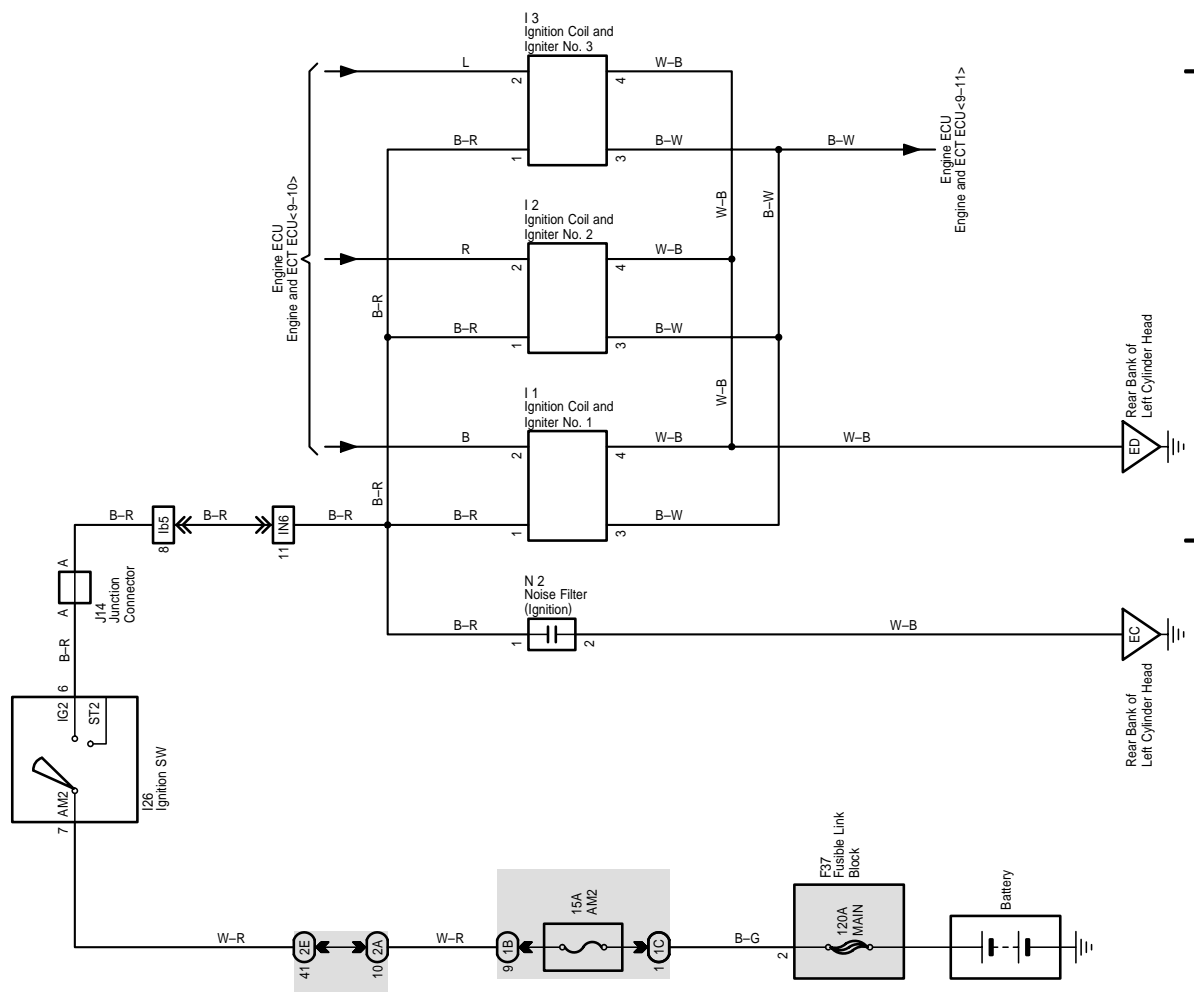 I 3
Ignition Coil and
Igniter No. 3
L
2
W–B
4
B–R
1
B–W
3
B–W
Engine ECU
Engine and ECT ECU<9–11>
Engine ECU
Engine and ECT ECU<9–10>
W–B
B–W
I 2
Ignition Coil and
Igniter No. 2
R
2
W–B
4
B–R
B–R
1
B–W
3
W–B
I 1
Ignition Coil and
Igniter No. 1
B
2
W–B
4
W–B
ED
Rear Bank of
Left Cylinder Head
B–R
B–R
8
Ib5
B–R
11
IN6
B–R
B–R
1
B–W
3
A
A
J14
Junction
Connector
B–R
N 2
Noise Filter
(Ignition)
B–R
1
2
W–B
EC
Rear Bank of
Left Cylinder Head
6
IG2
ST2
AM2
7
I26
Ignition SW
W–R
41
2E
10
2A
W–R
9
1B
15A
AM2
1
1C
B–G
2
F37
Fusible Link
Block
120A
MAIN
Battery